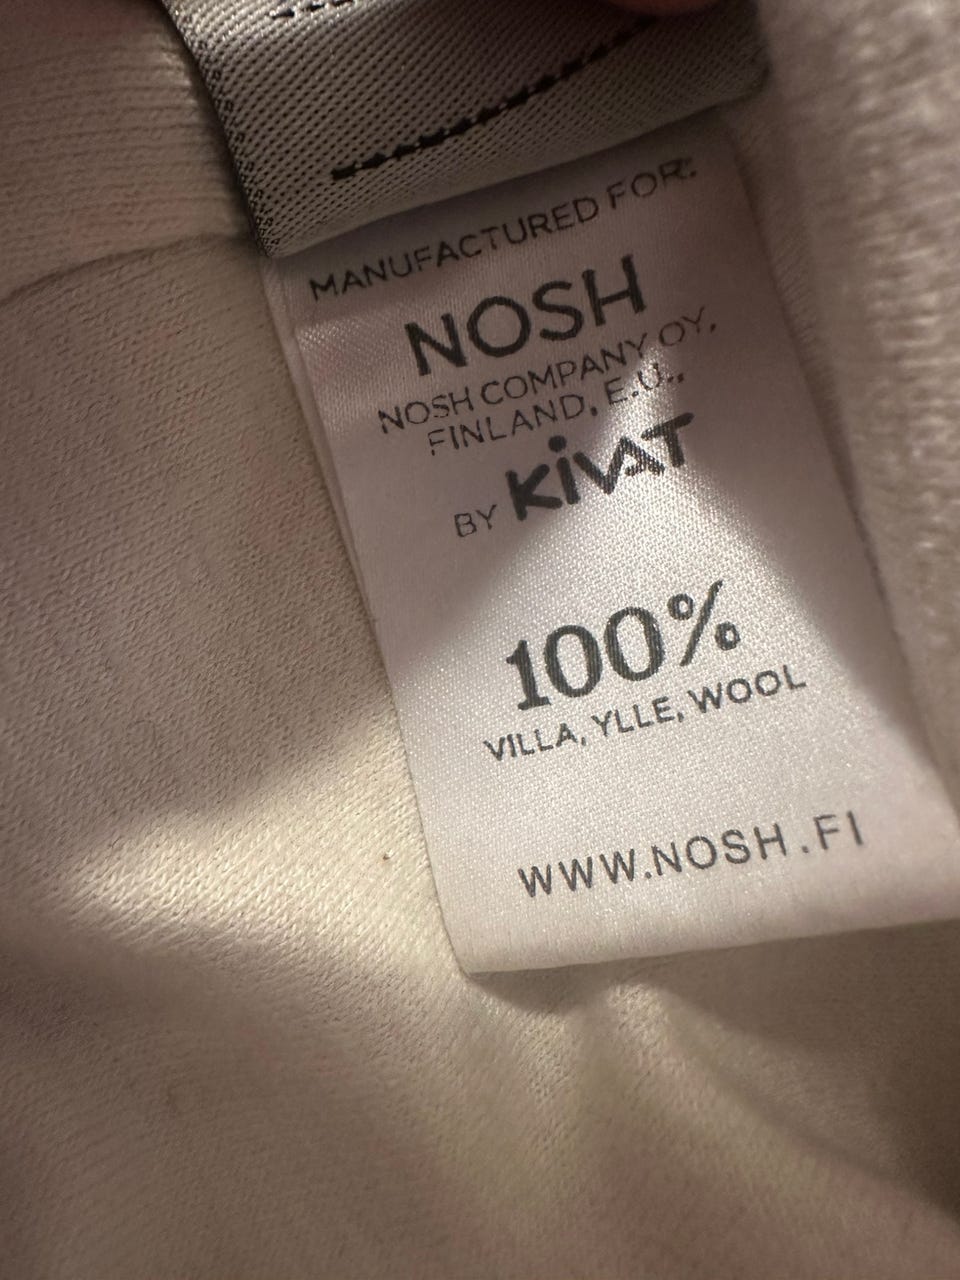 MANUFACTURED FOR:
NOSH
NOSH COMPANY OY,
FINLAND, E.U.,
BY KiVAT
100%
VILLA, YLLE, WOOL
WWW.NOSH.FI